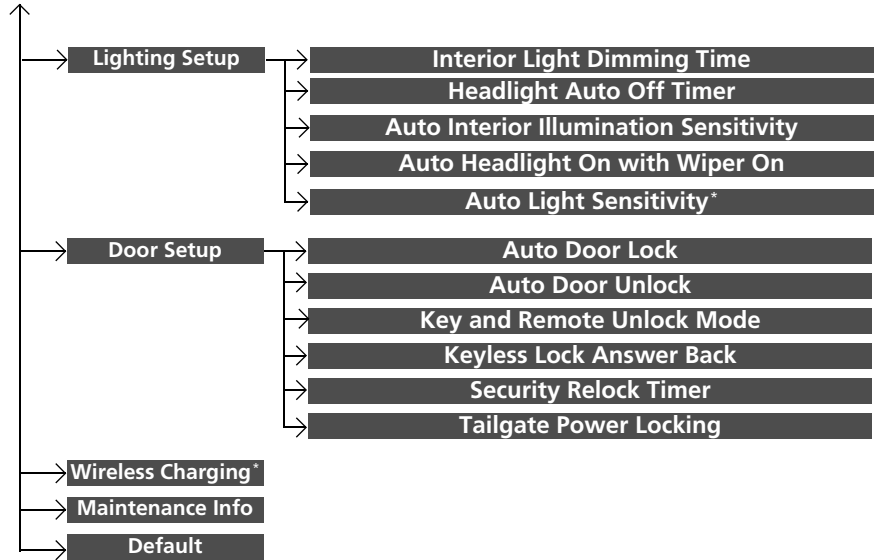 Lighting Setup
Interior Light Dimming Time
Headlight Auto Off Timer
Auto Interior Illumination Sensitivity
Auto Headlight On with Wiper On
Auto Light Sensitivity*
Door Setup
Auto Door Lock
Auto Door Unlock
Key and Remote Unlock Mode
Keyless Lock Answer Back
Security Relock Timer
Tailgate Power Locking
Wireless Charging*
Maintenance Info
Default